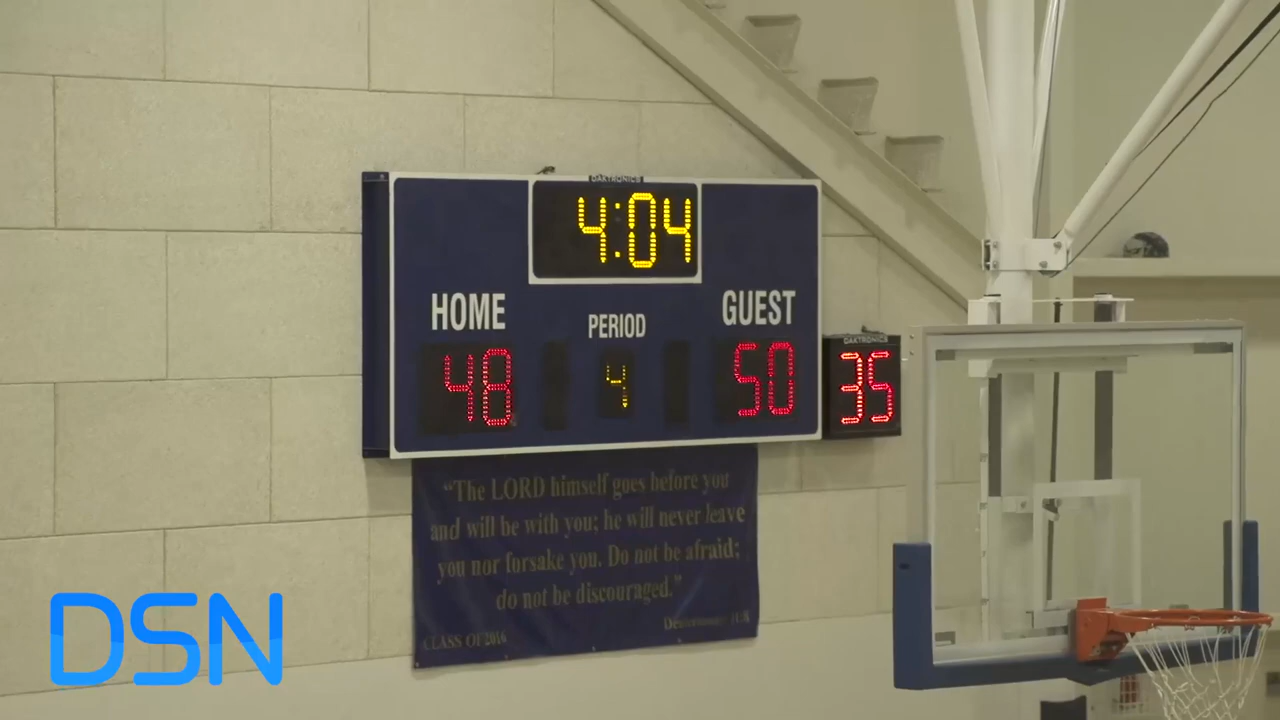 DAKTRONICS
4:04
HOME
PERIOD
GUEST
48
4
50
DAKTRONICS
35
“The LORD himself goes before you
and will be with you; he will never leave
you nor forsake you. Do not be afraid;
do not be discouraged.”
CLASS OF 2016
DSN